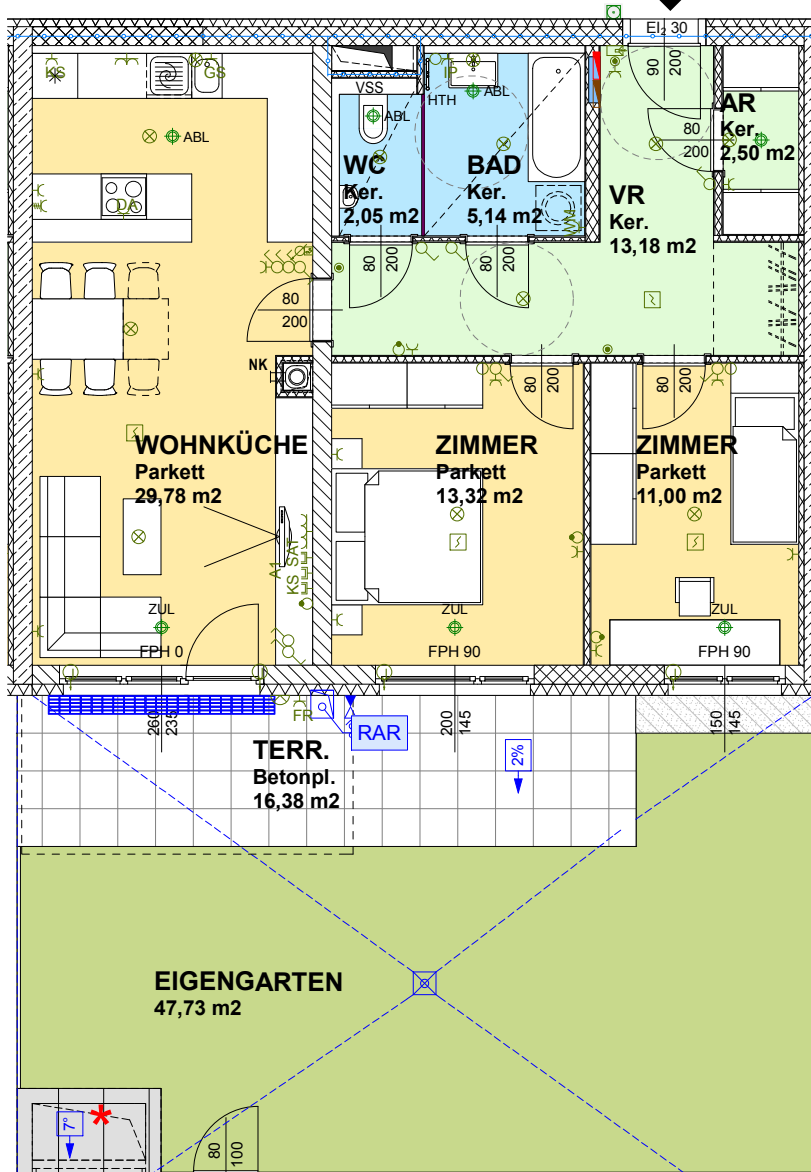 EI₂ 30
KS
GS
VSS
IP
HTH
ABL
ABL
ABL
90
200
AR
Ker.
2,50 m2
80
200
WC
Ker.
2,05 m2
BAD
Ker.
5,14 m2
VR
Ker.
13,18 m2
DA
WM
80
200
80
200
80
200
NK
80
200
80
200
WOHNKÜCHE
Parkett
29,78 m2
ZIMMER
Parkett
13,32 m2
ZIMMER
Parkett
11,00 m2
A1
KS SAT
ZUL
FPH 0
ZUL
FPH 90
ZUL
FPH 90
FR
RAR
260
235
200
145
150
145
TERR.
Betonpl.
16,38 m2
2%
EIGENGARTEN
47,73 m2
7°
*
80
100